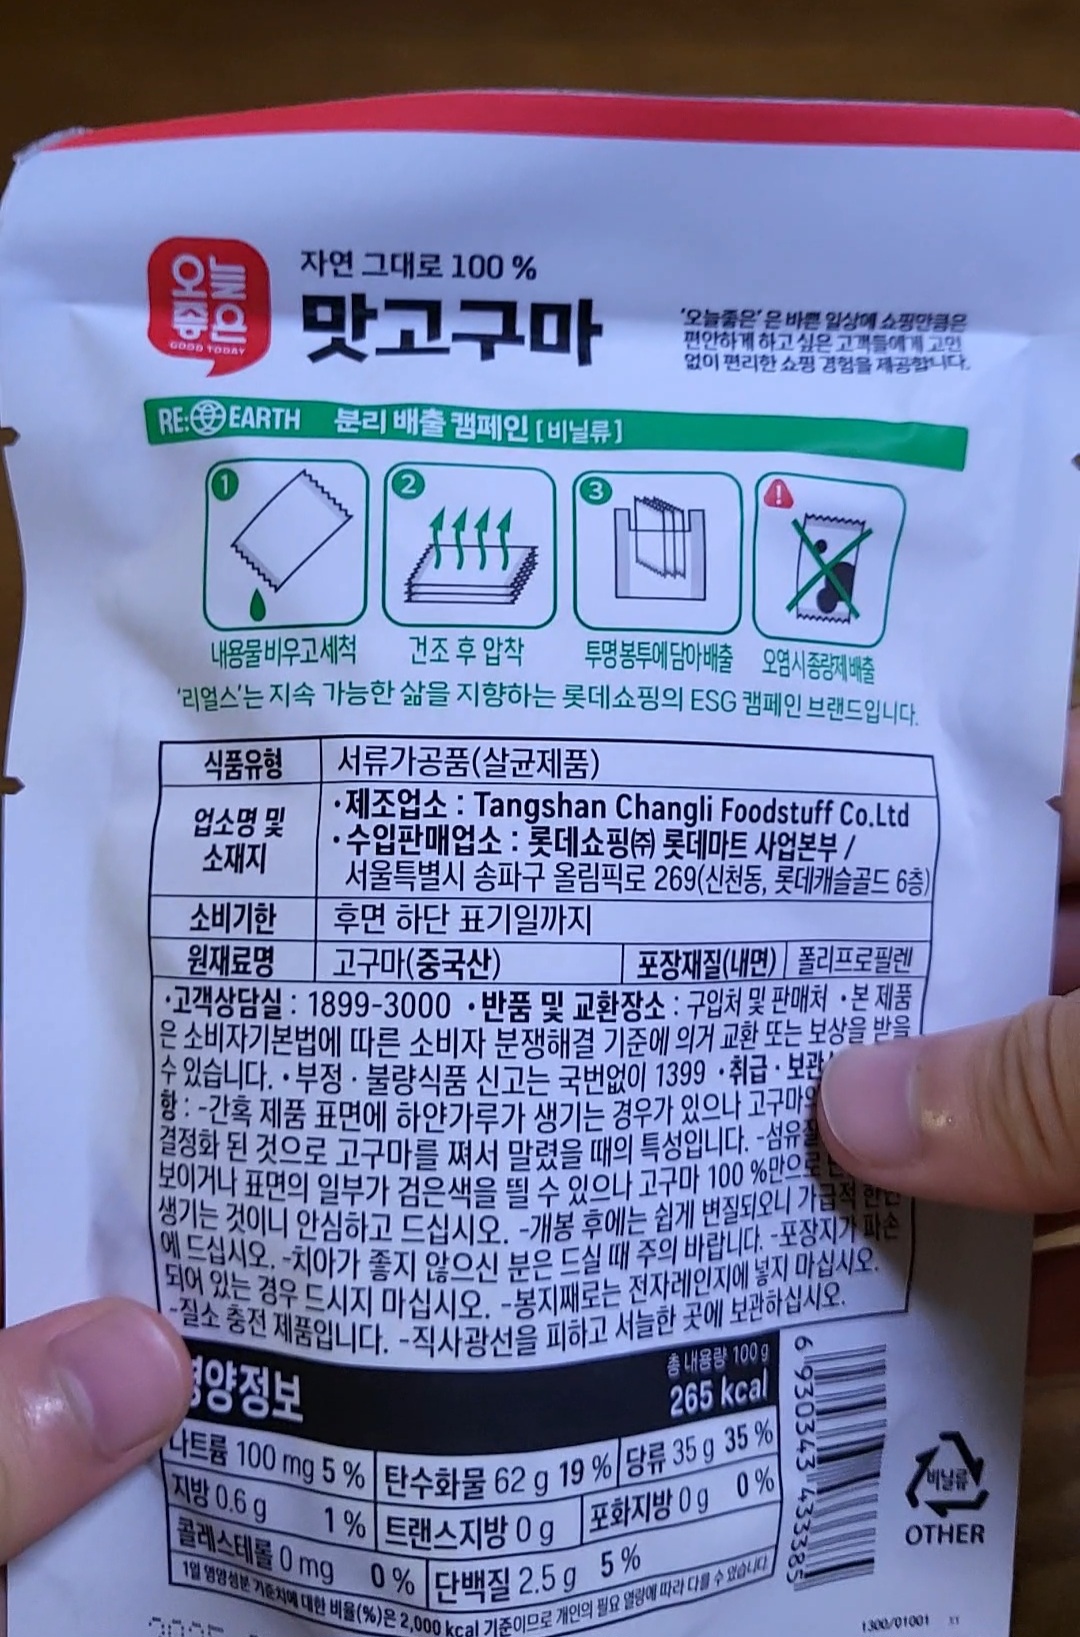 오늘
좋은
GOOD TODAY
자연 그대로 100 %
맛고구마
'오늘좋은'은 바쁜 일상에 쇼핑만큼은
편안하게 하고 싶은 고객들에게 고민
없이 편리한 쇼핑 경험을 제공합니다.
RE: EARTH 분리 배출 캠페인 [비닐류]
1 2 3 !
내용물 비우고 세척 건조 후 압착 투명 봉투에 담아 배출 오염 시 종량제 배출
'리얼스'는 지속 가능한 삶을 지향하는 롯데쇼핑의 ESG 캠페인 브랜드입니다.
식품유형 서류가공품(살균제품)
업소명 및 소재지
·제조업소 : Tangshan Changli Foodstuff Co.Ltd
·수입판매업소 : 롯데쇼핑㈜ 롯데마트 사업본부 /
서울특별시 송파구 올림픽로 269(신천동, 롯데캐슬골드 6층)
소비기한 후면 하단 표기일까지
원재료명 고구마(중국산) 포장재질(내면) 폴리프로필렌
·고객상담실 : 1899-3000 ·반품 및 교환장소 : 구입처 및 판매처 ·본 제품
은 소비자기본법에 따른 소비자 분쟁해결 기준에 의거 교환 또는 보상을 받을
수 있습니다. ·부정 · 불량식품 신고는 국번없이 1399 ·취급 · 보관
항 : -간혹 제품 표면에 하얀가루가 생기는 경우가 있으나 고구마의
결정화 된 것으로 고구마를 쪄서 말렸을 때의 특성입니다. -섬유질
보이거나 표면의 일부가 검은색을 띌 수 있으나 고구마 100 %만으로
생기는 것이니 안심하고 드십시오. -개봉 후에는 쉽게 변질되오니 가급적
에 드십시오. -치아가 좋지 않으신 분은 드실 때 주의 바랍니다. -포장지가 파손
되어 있는 경우 드시지 마십시오. -봉지째로는 전자레인지에 넣지 마십시오.
-질소 충전 제품입니다. -직사광선을 피하고 서늘한 곳에 보관하십시오.
영양정보
총 내용량 100 g
265 kcal
나트륨 100 mg 5 % 탄수화물 62 g 19 % 당류 35 g 35 %
지방 0.6 g 1 % 트랜스지방 0 g 포화지방 0 g 0 %
콜레스테롤 0 mg 0 % 단백질 2.5 g 5 %
1일 영양성분 기준치에 대한 비율(%)은 2,000 kcal 기준이므로 개인의 필요 열량에 따라 다를 수 있습니다.
6 930343 433385
비닐류
OTHER
1300/01001